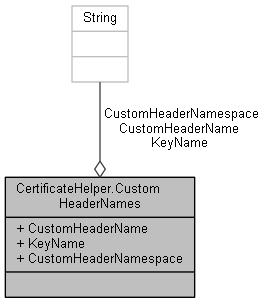 String
CustomHeaderNamespace
CustomHeaderName
KeyName
CertificateHelper.Custom
HeaderNames
+ CustomHeaderName
+ KeyName
+ CustomHeaderNamespace